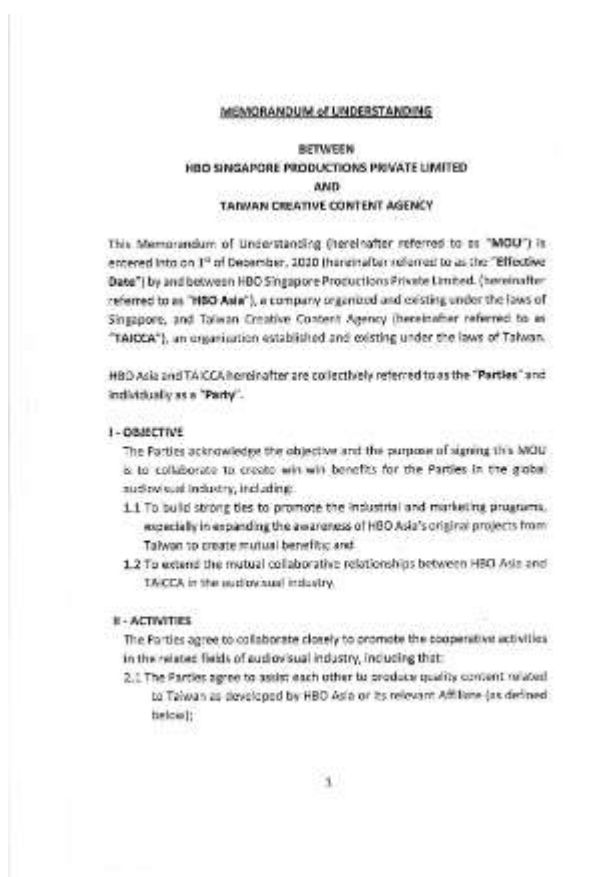 MEMORANDUM of UNDERSTANDING
BETWEEN
HBO SINGAPORE PRODUCTIONS PRIVATE LIMITED
AND
TAIWAN CREATIVE CONTENT AGENCY
This Memorandum of Understanding (hereinafter referred to as "MOU") is
entered into on 1st of December, 2020 (hereinafter referred to as the "Effective
Date") by and between HBO Singapore Productions Private Limited. (hereinafter
referred to as "HBO Asia"), a company organized and existing under the laws of
Singapore, and Taiwan Creative Content Agency (hereinafter referred to as
"TAICCA"), an organisation established and existing under the laws of Taiwan.
HBO Asia and TAICCA hereinafter are collectively referred to as the "Parties" and
individually as a "Party".
I - OBJECTIVE
The Parties acknowledge the objective and the purpose of signing this MOU
is to collaborate to create win win benefits for the Parties in the global
audiovisual industry, including:
1.1 To build strong ties to promote the industrial and marketing programs,
especially in expanding the awareness of HBO Asia's original projects from
Taiwan to create mutual benefits; and
1.2 To extend the mutual collaborative relationships between HBO Asia and
TAICCA in the audiovisual industry.
II - ACTIVITIES
The Parties agree to collaborate closely to promote the cooperative activities
in the related fields of audiovisual industry, including that:
2.1 The Parties agree to assist each other to produce quality content related
to Taiwan as developed by HBO Asia or its relevant Affiliate (as defined
below);
1